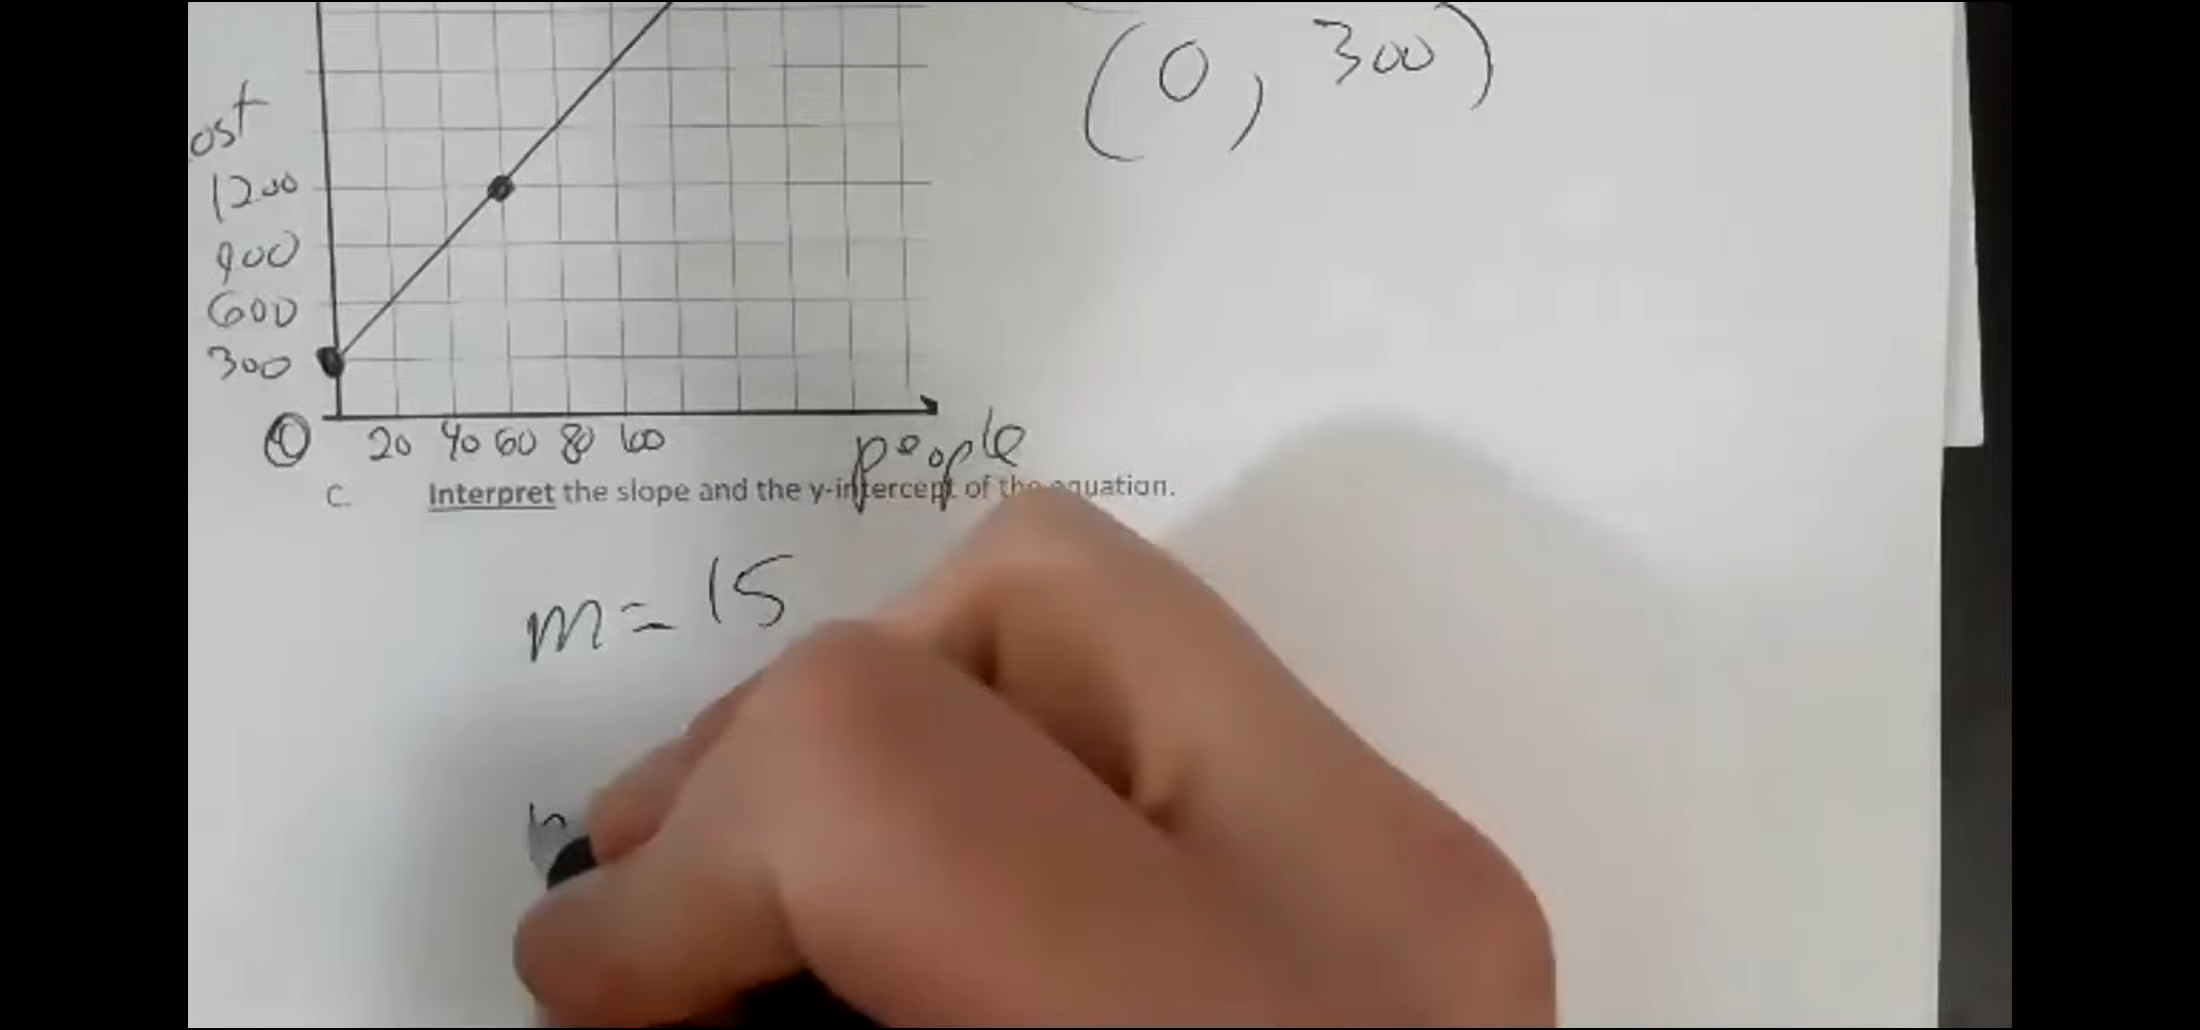 (0, 300)
ost
1200
900
600
300
0
20 40 60 80 100
people
C. Interpret the slope and the y-intercept of the equation.
m = 15
b